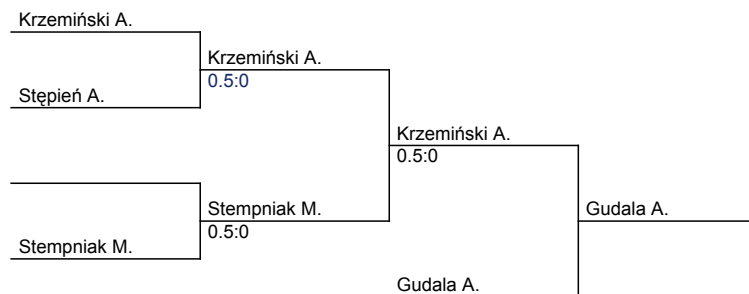 Krzemiński A.
Krzemiński A.
0.5:0
Stępień A.
Krzemiński A.
0.5:0
Stempniak M.
0.5:0
Gudala A.
Stempniak M.
Gudala A.